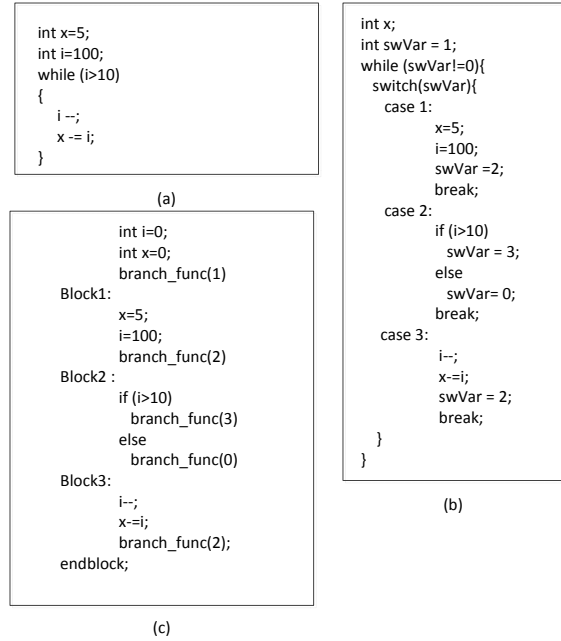 int x=5;
int i=100;
while (i>10)
{
i --;
x -= i;
}
(a)
int i=0;
int x=0;
branch_func(1)
Block1:
x=5;
i=100;
branch_func(2)
Block2 :
if (i>10)
branch_func(3)
else
branch_func(0)
Block3:
i--;
x-=i;
branch_func(2);
endblock;
(c)
int x;
int swVar = 1;
while (swVar!=0){
switch(swVar){
case 1:
x=5;
i=100;
swVar =2;
break;
case 2:
if (i>10)
swVar = 3;
else
swVar= 0;
break;
case 3:
i--;
x-=i;
swVar = 2;
break;
}
}
(b)